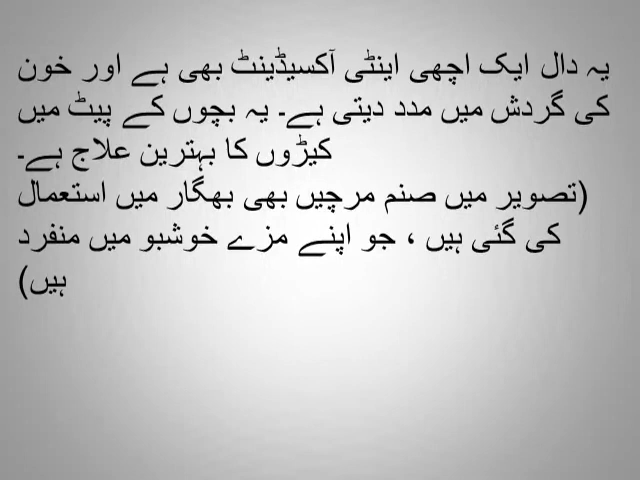 یہ دال ایک اچھی اینٹی آکسیڈینٹ بھی ہے اور خون
کی گردش میں مدد دیتی ہے۔ یہ بچوں کے پیٹ میں
کیڑوں کا بہترین علاج ہے۔
(تصویر میں صنم مرچیں بھی بھگار میں استعمال
کی گئی ہیں ، جو اپنے مزے خوشبو میں منفرد
ہیں)